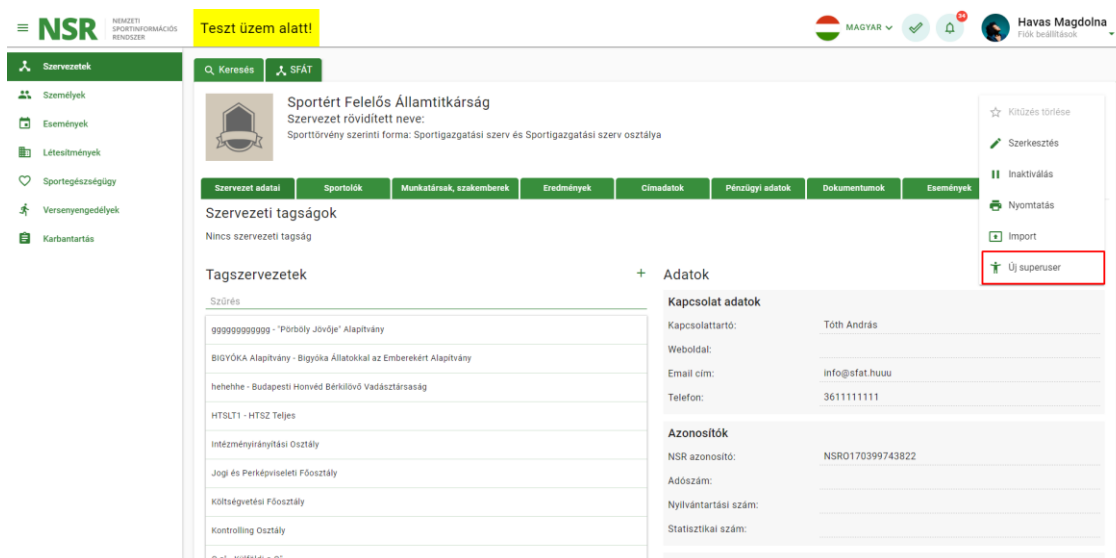 NSR
NEMZETI
SPORTINFORMÁCIÓS
RENDSZER
Teszt üzem alatt!
MAGYAR
34
Havas Magdolna
Fiók beállítások
Szervezetek
Személyek
Események
Létesítmények
Sportegészségügy
Versenyengedélyek
Karbantartás
Keresés
SFÁT
Sportért Felelős Államtitkárság
Szervezet rövidített neve:
Sporttörvény szerinti forma: Sportigazgatási szerv és Sportigazgatási szerv osztálya
Kitűzés törlése
Szerkesztés
Inaktiválás
Nyomtatás
Import
Új superuser
Szervezet adatai
Sportolók
Munkatársak, szakemberek
Eredmények
Címadatok
Pénzügyi adatok
Dokumentumok
Események
Szervezeti tagságok
Nincs szervezeti tagság
Tagszervezetek
+
Szűrés
gggggggggggg - "Pörböly Jövője" Alapítvány
BIGYÓKA Alapítvány - Bigyóka Állatokkal az Emberekért Alapítvány
hehehhe - Budapesti Honvéd Bérkilövő Vadásztársaság
HTSLT1 - HTSZ Teljes
Intézményirányítási Osztály
Jogi és Perképviseleti Főosztály
Költségvetési Főosztály
Kontrolling Osztály
Adatok
Kapcsolat adatok
Kapcsolattartó: Tóth András
Weboldal:
Email cím: info@sfat.huuu
Telefon: 3611111111
Azonosítók
NSR azonosító: NSRO170399743822
Adószám:
Nyilvántartási szám:
Statisztikai szám: